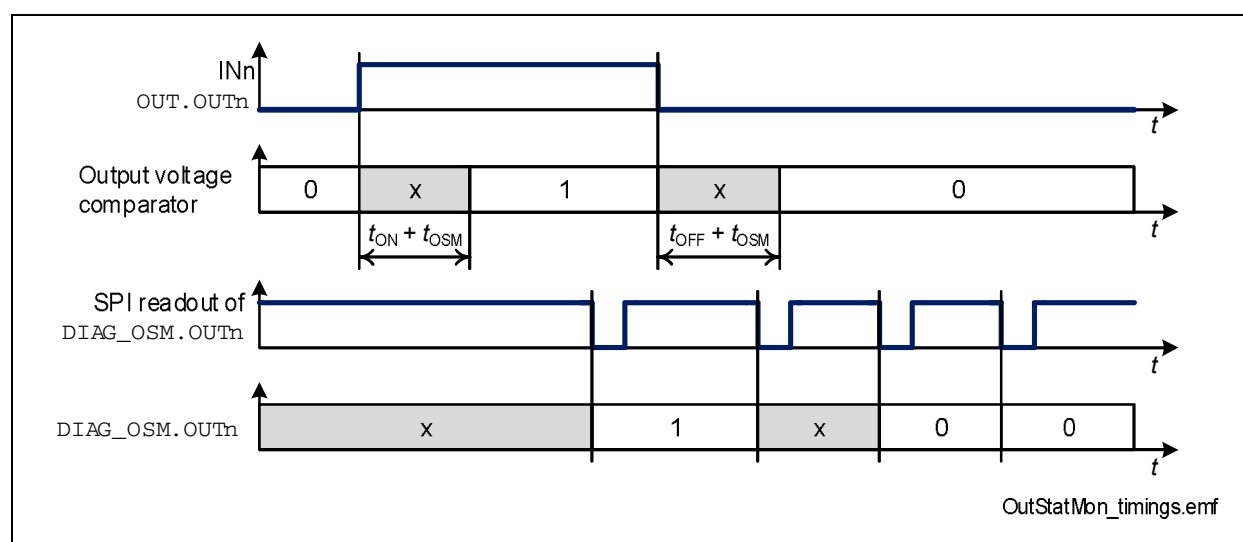 INn
OUT.OUTn
t
Output voltage
comparator
0 x 1 x 0
t
tON + tOSM tOFF + tOSM
SPI readout of
DIAG_OSM.OUTn
t
DIAG_OSM.OUTn
x 1 x 0 0
t
OutStatMon_timings.emf